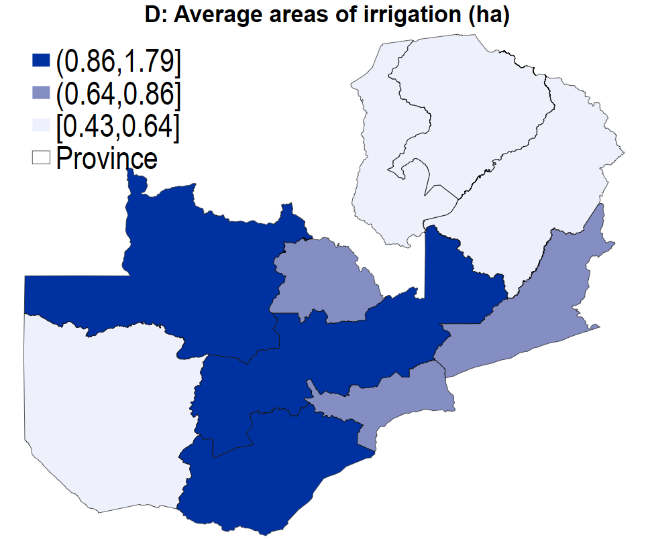 D: Average areas of irrigation (ha)
(0.86,1.79]
(0.64,0.86]
[0.43,0.64]
Province